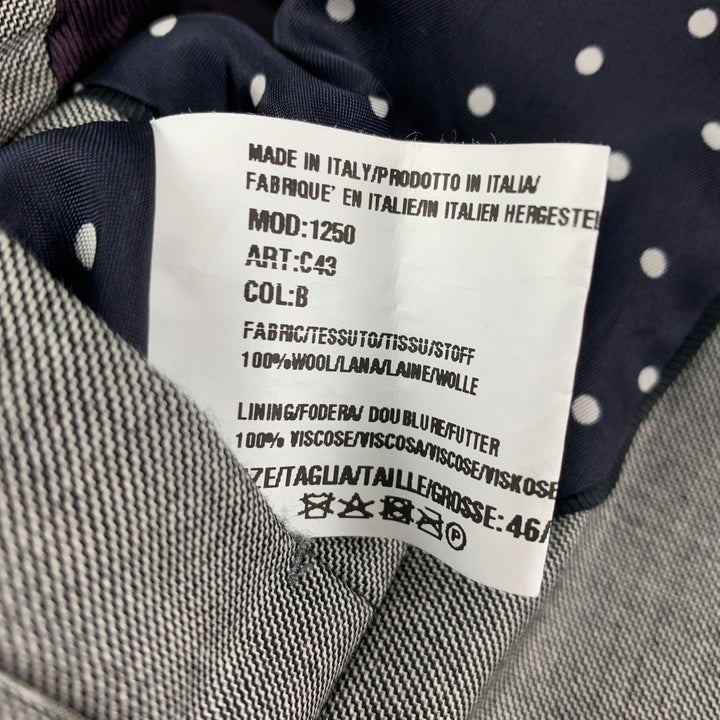 MADE IN ITALY/PRODOTTO IN ITALIA/
FABRIQUE' EN ITALIE/IN ITALIEN HERGESTEL
MOD:1250
ART:C43
COL:B
FABRIC/TESSUTO/TISSU/STOFF
100%WOOL/LANA/LAINE/WOLLE
LINING/FODERA/ DOUBLURE/FUTTER
100% VISCOSE/VISCOSA/VISCOSE/VISKOSE
ZE/TAGLIA/TAILLE/GROSSE:46/
P